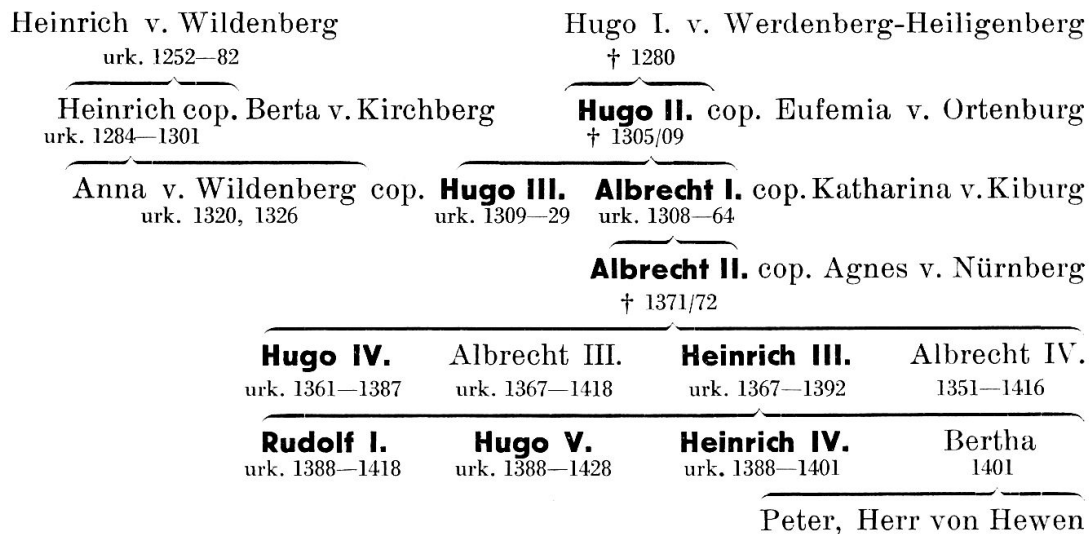 Heinrich v. Wildenberg Hugo I. v. Werdenberg-Heiligenberg
urk. 1252—82 † 1280
Heinrich cop. Berta v. Kirchberg Hugo II. cop. Eufemia v. Ortenburg
urk. 1284—1301 † 1305/09
Anna v. Wildenberg cop. Hugo III. Albrecht I. cop. Katharina v. Kiburg
urk. 1320, 1326 urk. 1309—29 urk. 1308—64
Albrecht II. cop. Agnes v. Nürnberg
† 1371/72
Hugo IV. Albrecht III. Heinrich III. Albrecht IV.
urk. 1361—1387 urk. 1367—1418 urk. 1367—1392 1351—1416
Rudolf I. Hugo V. Heinrich IV. Bertha
urk. 1388—1418 urk. 1388—1428 urk. 1388—1401 1401
Peter, Herr von Hewen